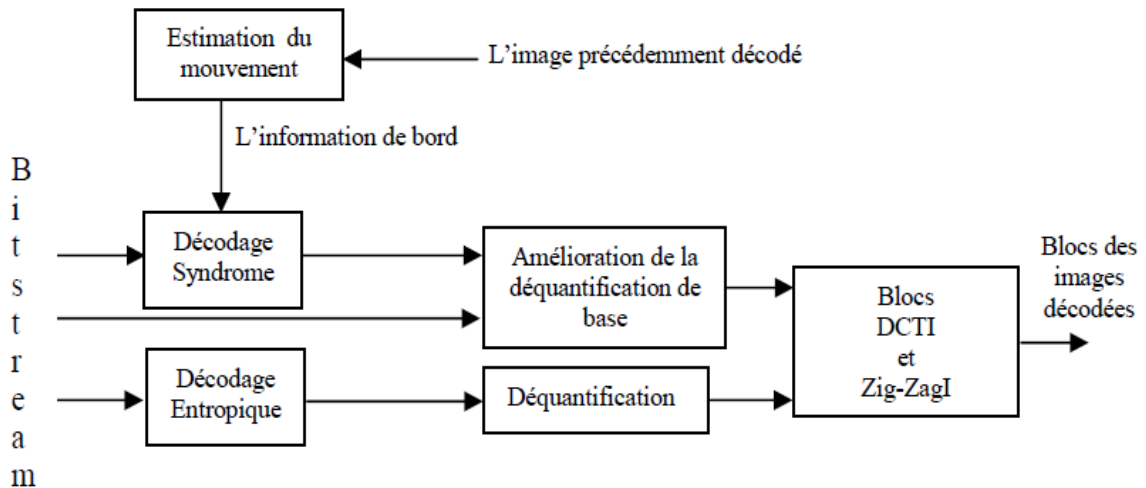 Estimation du
mouvement
L'image précédemment décodé
L'information de bord
B
i
t
s
t
r
e
a
m
Décodage
Syndrome
Amélioration de la
déquantification de
base
Blocs
DCTI
et
Zig-ZagI
Blocs des
images
décodées
Décodage
Entropique
Déquantification